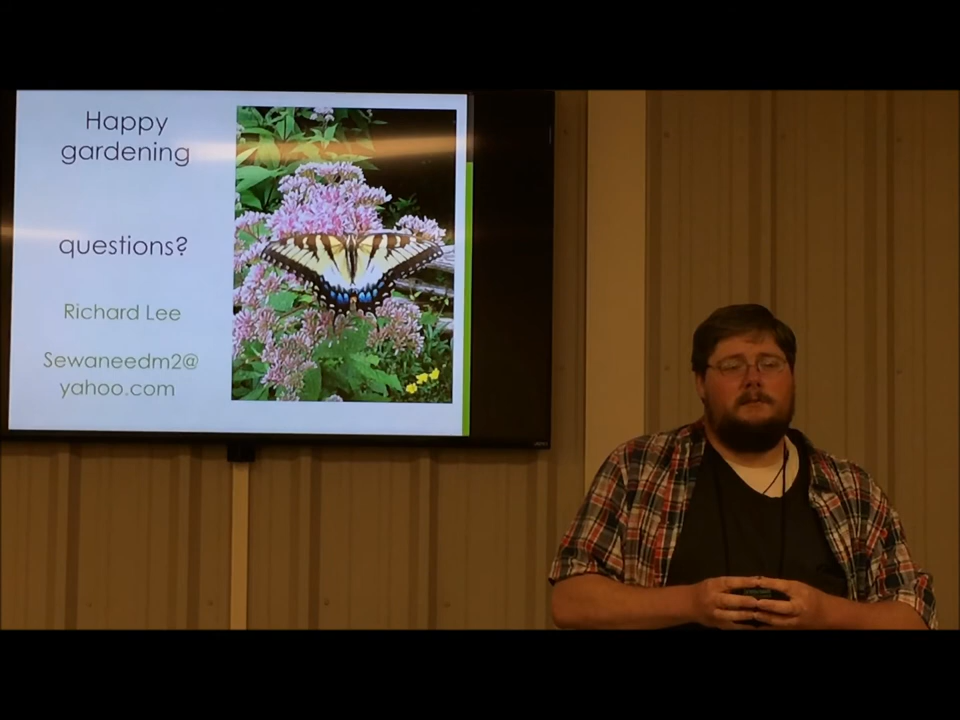 Happy
gardening
questions?
Richard Lee
Sewaneedm2@
yahoo.com